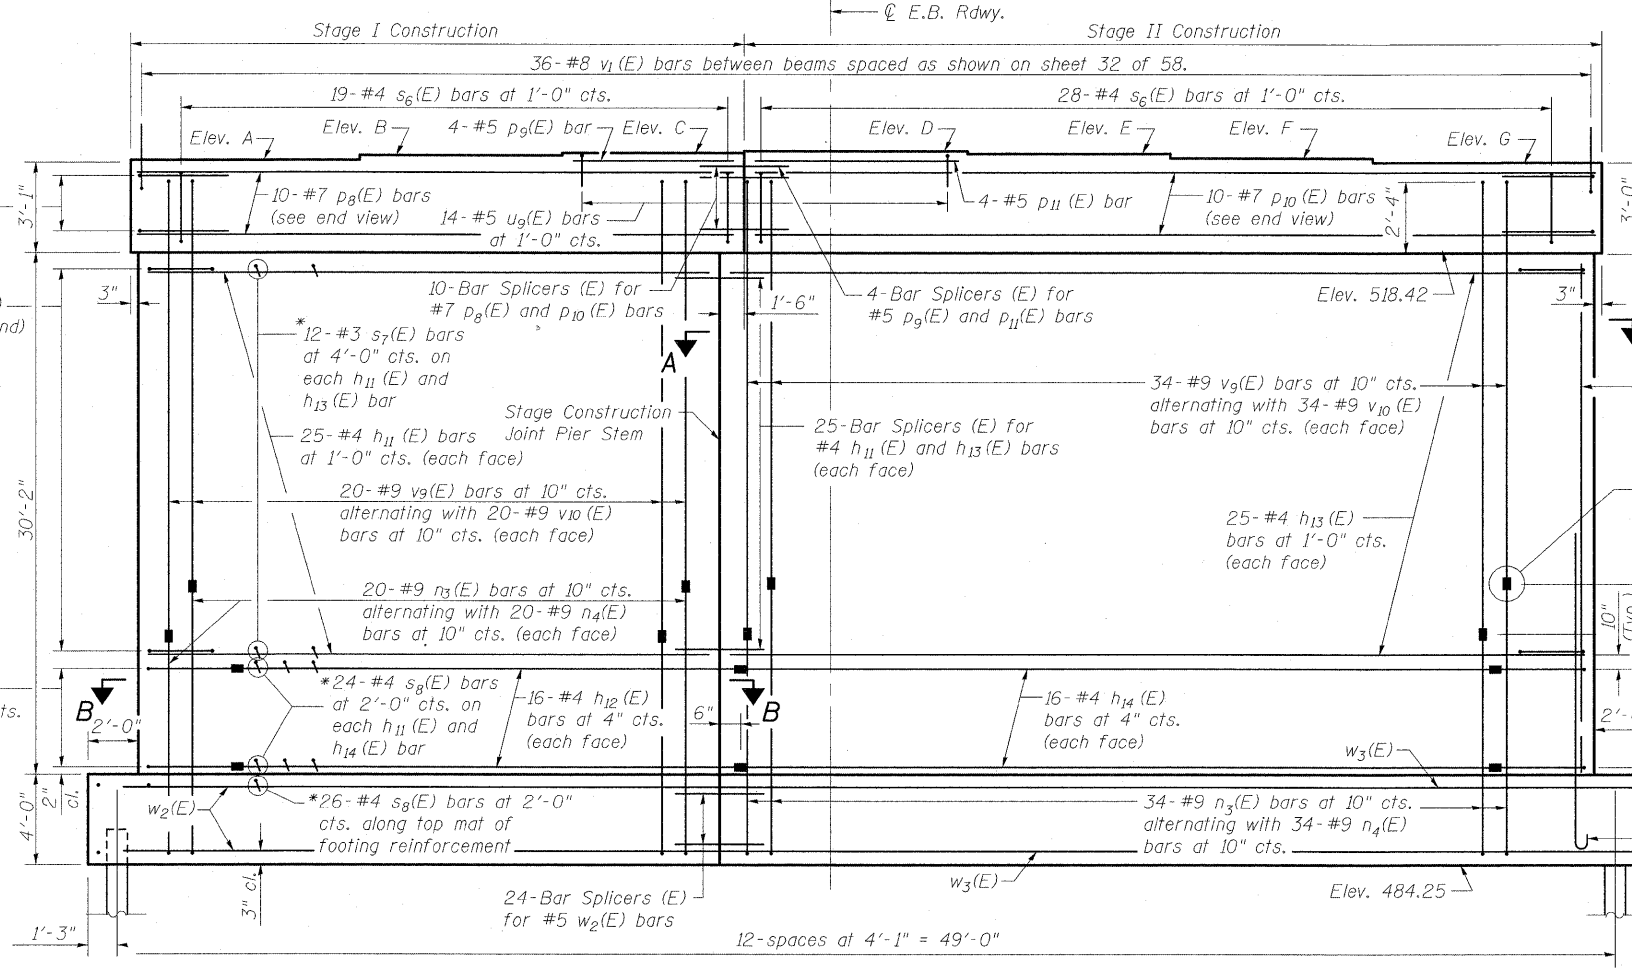 ℄ E.B. Rdwy.
Stage I Construction
Stage II Construction
36-#8 v1(E) bars between beams spaced as shown on sheet 32 of 58.
19-#4 s6(E) bars at 1'-0" cts.
28-#4 s6(E) bars at 1'-0" cts.
Elev. A
Elev. B
4-#5 p9(E) bar
Elev. C
Elev. D
Elev. E
Elev. F
Elev. G
3'-1"
10-#7 p8(E) bars
(see end view)
14-#5 u9(E) bars
at 1'-0" cts.
4-#5 p11(E) bar
10-#7 p10(E) bars
(see end view)
2'-4"
3'-0"
3"
10-Bar Splicers (E) for
#7 p8(E) and p10(E) bars
1'-6"
4-Bar Splicers (E) for
#5 p9(E) and p11(E) bars
Elev. 518.42
3"
nd)
*12-#3 s7(E) bars
at 4'-0" cts. on
each h11(E) and
h13(E) bar
A
Stage Construction
Joint Pier Stem
34-#9 v9(E) bars at 10" cts.
alternating with 34-#9 v10(E)
bars at 10" cts. (each face)
25-#4 h11(E) bars
at 1'-0" cts. (each face)
25-Bar Splicers (E) for
#4 h11(E) and h13(E) bars
(each face)
30'-2"
20-#9 v9(E) bars at 10" cts.
alternating with 20-#9 v10(E)
bars at 10" cts. (each face)
25-#4 h13(E)
bars at 1'-0" cts.
(each face)
20-#9 n3(E) bars at 10" cts.
alternating with 20-#9 n4(E)
bars at 10" cts. (each face)
10"
(Typ.)
*24-#4 s8(E) bars
at 2'-0" cts. on
each h11(E) and
h14(E) bar
16-#4 h12(E)
bars at 4" cts.
(each face)
6"
B
B
16-#4 h14(E)
bars at 4" cts.
(each face)
ts.
2'-0"
2'-
w3(E)
4'-0"
2"
cl.
w2(E)
*26-#4 s8(E) bars at 2'-0"
cts. along top mat of
footing reinforcement
34-#9 n3(E) bars at 10" cts.
alternating with 34-#9 n4(E)
bars at 10" cts.
3" cl.
24-Bar Splicers (E)
for #5 w2(E) bars
w3(E)
Elev. 484.25
1'-3"
12-spaces at 4'-1" = 49'-0"